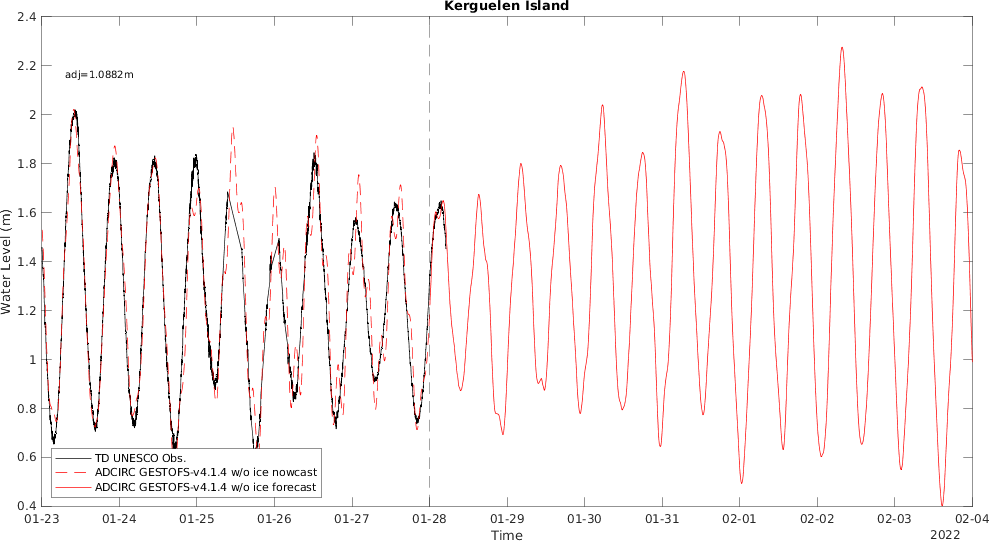 Kerguelen Island
2.4
2.2
2
1.8
1.6
1.4
1.2
1
0.8
0.6
0.4
Water Level (m)
adj=1.0882m
TD UNESCO Obs.
ADCIRC GESTOFS-v4.1.4 w/o ice nowcast
ADCIRC GESTOFS-v4.1.4 w/o ice forecast
01-23 01-24 01-25 01-26 01-27 01-28 01-29 01-30 01-31 02-01 02-02 02-03 02-04
Time
2022